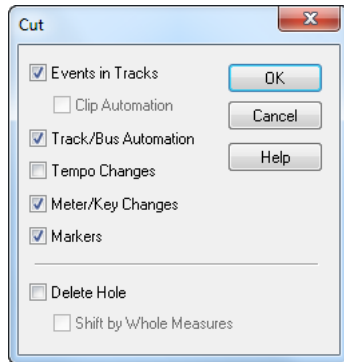 Cut
Events in Tracks
OK
Clip Automation
Cancel
Track/Bus Automation
Help
Tempo Changes
Meter/Key Changes
Markers
Delete Hole
Shift by Whole Measures